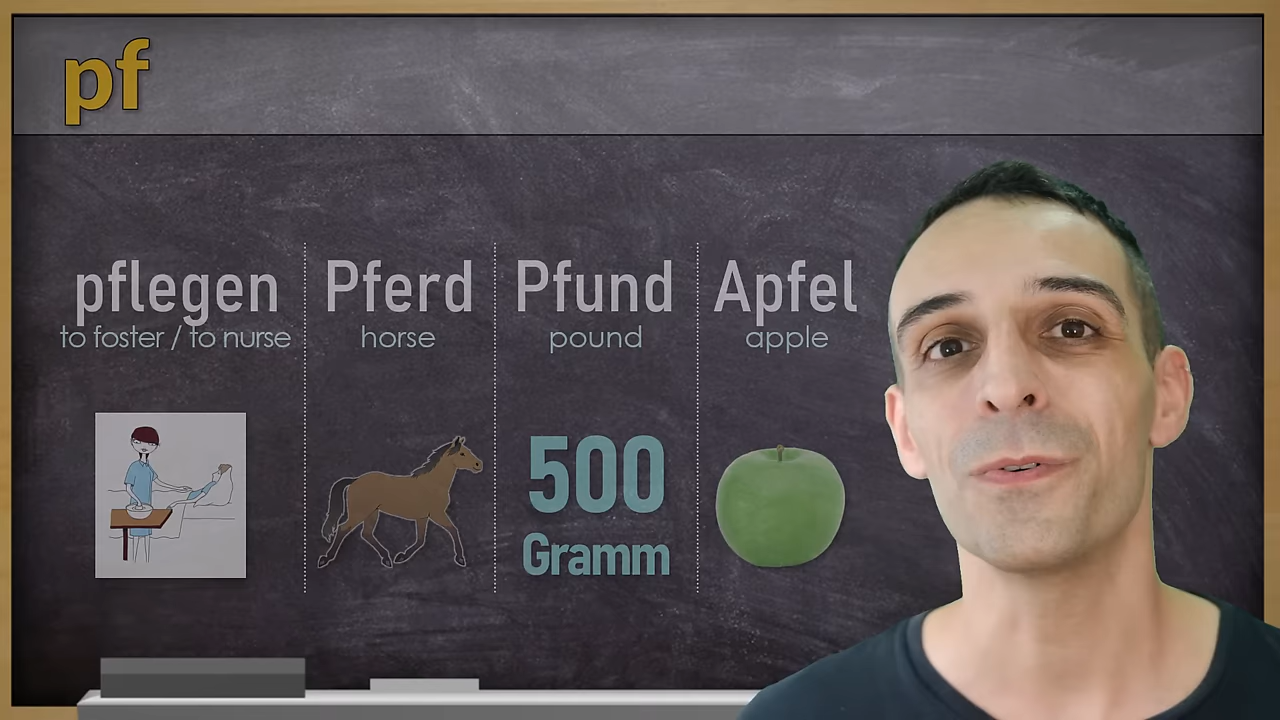 pf
pflegen
to foster / to nurse
Pferd
horse
Pfund
pound
500
Gramm
Apfel
apple